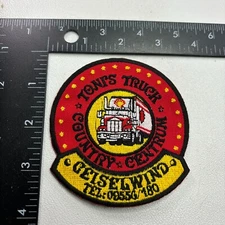 TONI'S TRUCK
COUNTRY CENTRUM
GEISELWIND
TEL: 09556/180